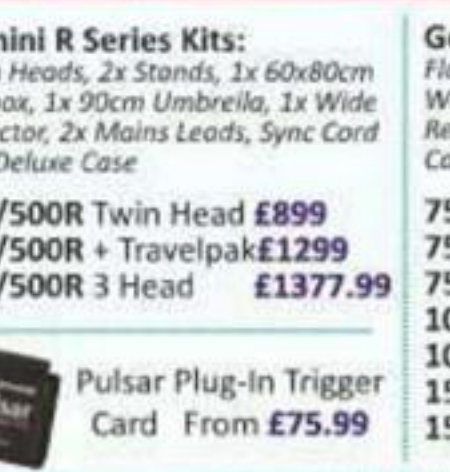 mini R Series Kits:
Heads, 2x Stands, 1x 60x80cm
box, 1x 90cm Umbrella, 1x Wide
ctor, 2x Mains Leads, Sync Cord
Deluxe Case
/500R Twin Head £899
/500R + Travelpak £1299
/500R 3 Head £1377.99
Pulsar Plug-In Trigger
Card From £75.99
G
Fl
W
Re
Co
75
75
75
10
10
15
15